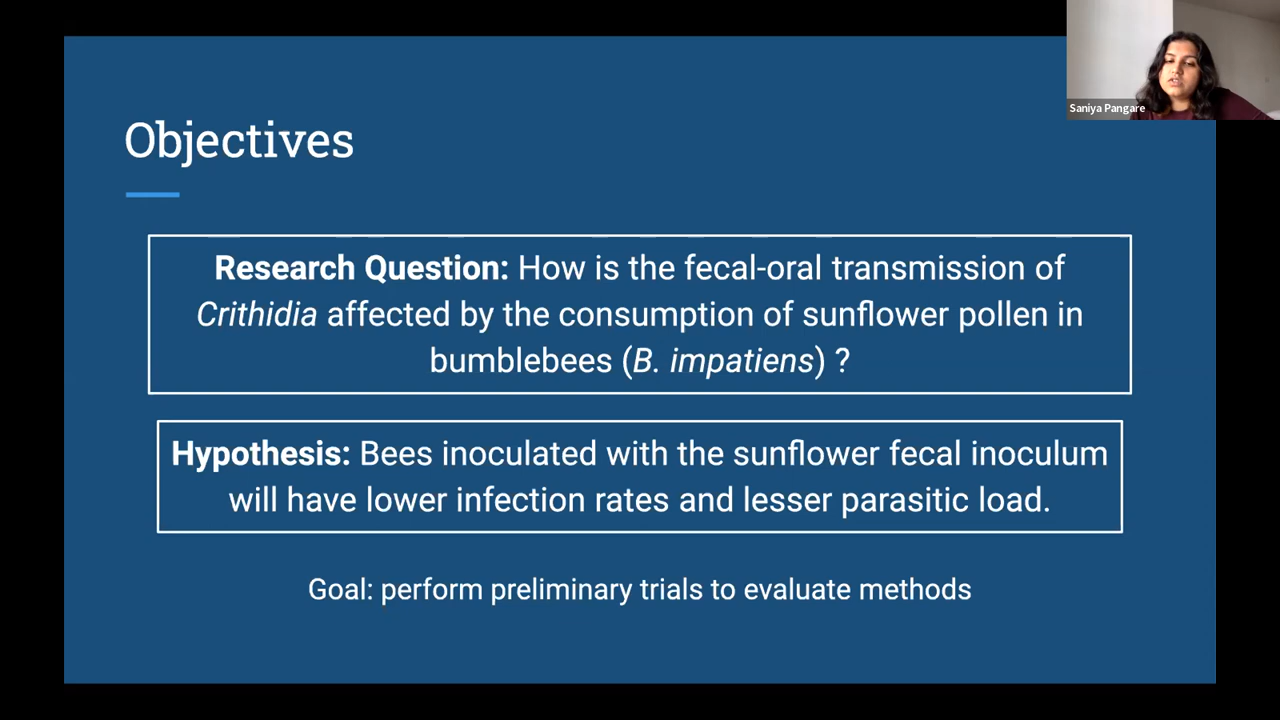 Saniya Pangare
Objectives
Research Question: How is the fecal-oral transmission of
Crithidia affected by the consumption of sunflower pollen in
bumblebees (B. impatiens) ?
Hypothesis: Bees inoculated with the sunflower fecal inoculum
will have lower infection rates and lesser parasitic load.
Goal: perform preliminary trials to evaluate methods